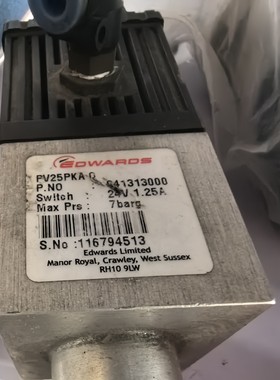 EDWARDS
PV25PKA
P.NO : C41313000
Switch : 24V 1.25A
Max Prs : 7barg
S.No :116794513
Edwards Limited
Manor Royal, Crawley, West Sussex
RH10 9LW